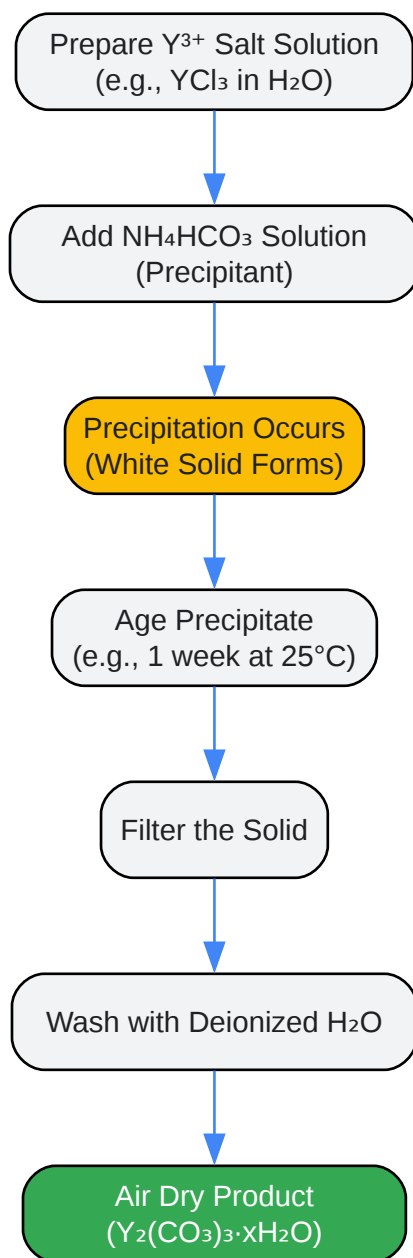 Prepare Y³⁺ Salt Solution
(e.g., YCl₃ in H₂O)
Add NH₄HCO₃ Solution
(Precipitant)
Precipitation Occurs
(White Solid Forms)
Age Precipitate
(e.g., 1 week at 25°C)
Filter the Solid
Wash with Deionized H₂O
Air Dry Product
(Y₂(CO₃)₃·xH₂O)